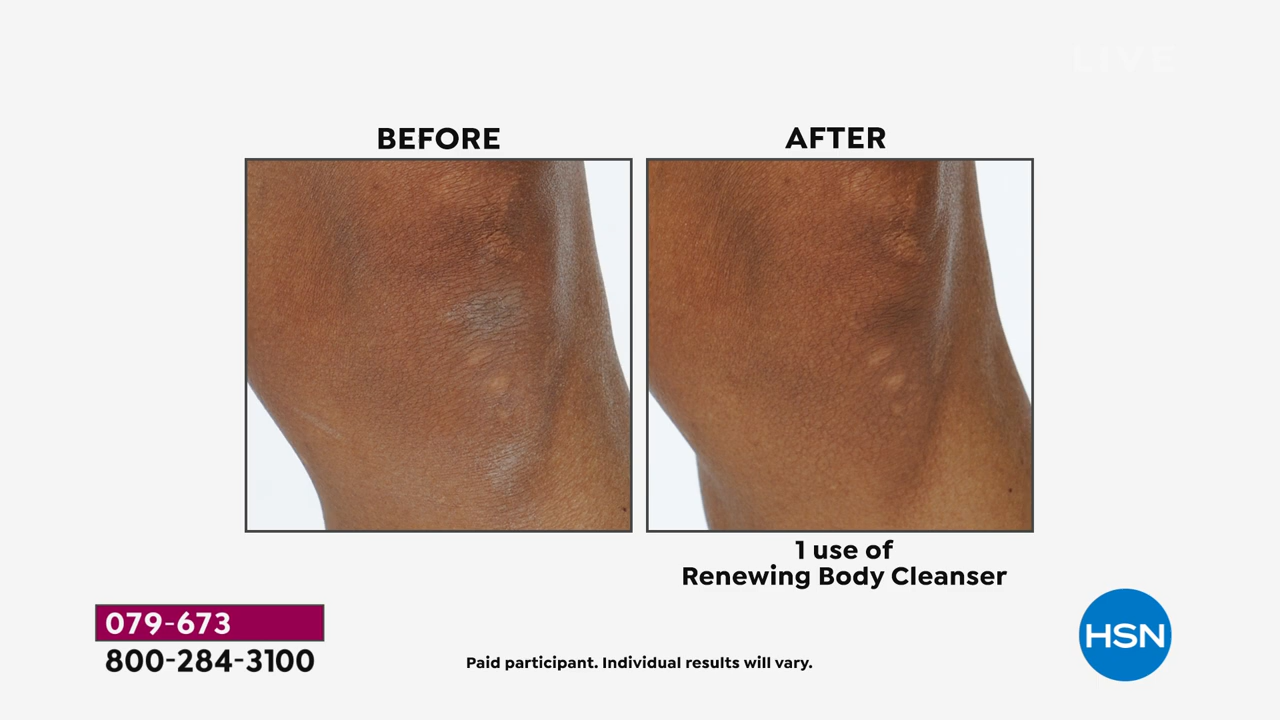 LIVE
BEFORE
AFTER
1 use of
Renewing Body Cleanser
079-673
800-284-3100
Paid participant. Individual results will vary.
HSN